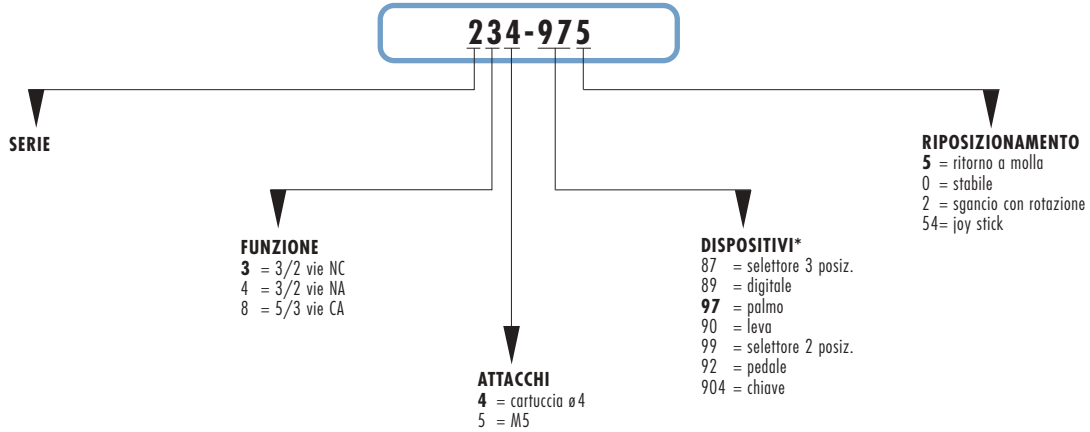 234-975
SERIE
FUNZIONE
3 = 3/2 vie NC
4 = 3/2 vie NA
8 = 5/3 vie CA
ATTACCHI
4 = cartuccia ø4
5 = M5
DISPOSITIVI*
87 = selettore 3 posiz.
89 = digitale
97 = palmo
90 = leva
99 = selettore 2 posiz.
92 = pedale
904 = chiave
RIPOSIZIONAMENTO
5 = ritorno a molla
0 = stabile
2 = sgancio con rotazione
54= joy stick